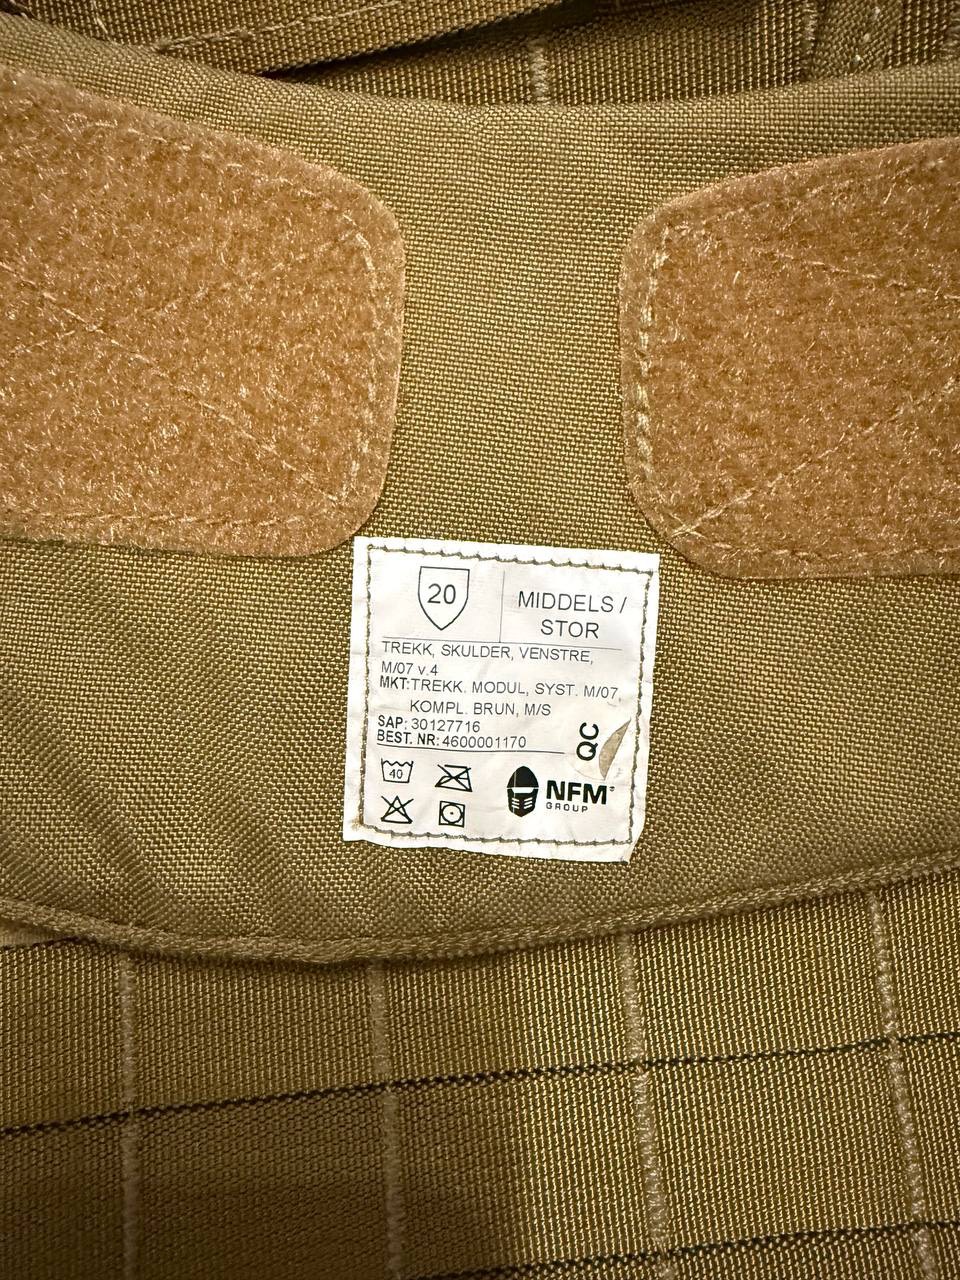 20
MIDDELS /
STOR
TREKK, SKULDER, VENSTRE,
M/07 v.4
MKT:TREKK. MODUL, SYST. M/07,
KOMPL. BRUN, M/S
SAP: 30127716
BEST. NR: 4600001170
QC
40
NFM®
GROUP